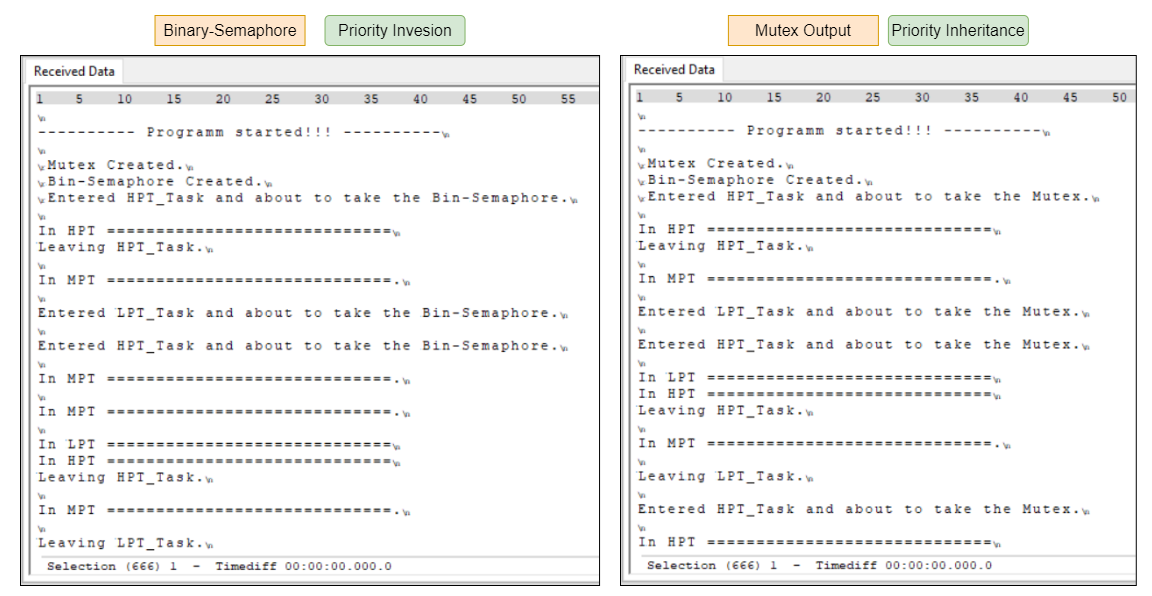 Binary-Semaphore
Priority Invesion
Received Data
1 5 10 15 20 25 30 35 40 45 50 55
\n
---------- Programm started!!! ----------\n
\n
\rMutex Created.\n
\rBin-Semaphore Created.\n
\rEntered HPT_Task and about to take the Bin-Semaphore.\n
\n
In HPT =============================\n
Leaving HPT_Task.\n
\n
In MPT =============================.\n
\n
Entered LPT_Task and about to take the Bin-Semaphore.\n
\n
Entered HPT_Task and about to take the Bin-Semaphore.\n
\n
In MPT =============================.\n
\n
In MPT =============================.\n
\n
In LPT =============================\n
In HPT =============================\n
Leaving HPT_Task.\n
\n
In MPT =============================.\n
\n
Leaving LPT_Task.\n
Selection (666) 1 - Timediff 00:00:00.000.0
Mutex Output
Priority Inheritance
Received Data
1 5 10 15 20 25 30 35 40 45 50
\n
---------- Programm started!!! ----------\n
\n
\rMutex Created.\n
\rBin-Semaphore Created.\n
\rEntered HPT_Task and about to take the Mutex.\n
\n
In HPT =============================\n
Leaving HPT_Task.\n
\n
In MPT =============================.\n
\n
Entered LPT_Task and about to take the Mutex.\n
\n
Entered HPT_Task and about to take the Mutex.\n
\n
In LPT =============================\n
In HPT =============================\n
Leaving HPT_Task.\n
\n
In MPT =============================.\n
\n
Leaving LPT_Task.\n
\n
Entered HPT_Task and about to take the Mutex.\n
\n
In HPT =============================\n
Selection (666) 1 - Timediff 00:00:00.000.0